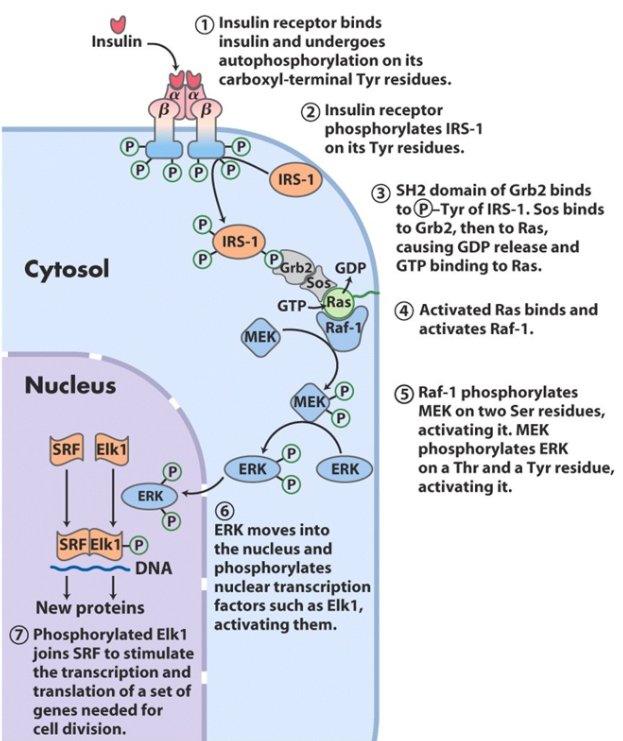 ① Insulin receptor binds
insulin and undergoes
autophosphorylation on its
carboxyl-terminal Tyr residues.
Insulin
α α
β β
② Insulin receptor
phosphorylates IRS-1
on its Tyr residues.
P P
P P P P
IRS-1
③ SH2 domain of Grb2 binds
to Ⓟ–Tyr of IRS-1. Sos binds
to Grb2, then to Ras,
causing GDP release and
GTP binding to Ras.
P
IRS-1
P P
Grb2
Sos
GDP
GTP
Ras
Raf-1
Cytosol
④ Activated Ras binds and
activates Raf-1.
MEK
Nucleus
⑤ Raf-1 phosphorylates
MEK on two Ser residues,
activating it. MEK
phosphorylates ERK
on a Thr and a Tyr residue,
activating it.
MEK
P
P
SRF Elk1
ERK
P
P
ERK
ERK
P
P
⑥
ERK moves into
the nucleus and
phosphorylates
nuclear transcription
factors such as Elk1,
activating them.
SRF Elk1 P
DNA
New proteins
⑦ Phosphorylated Elk1
joins SRF to stimulate
the transcription and
translation of a set of
genes needed for
cell division.